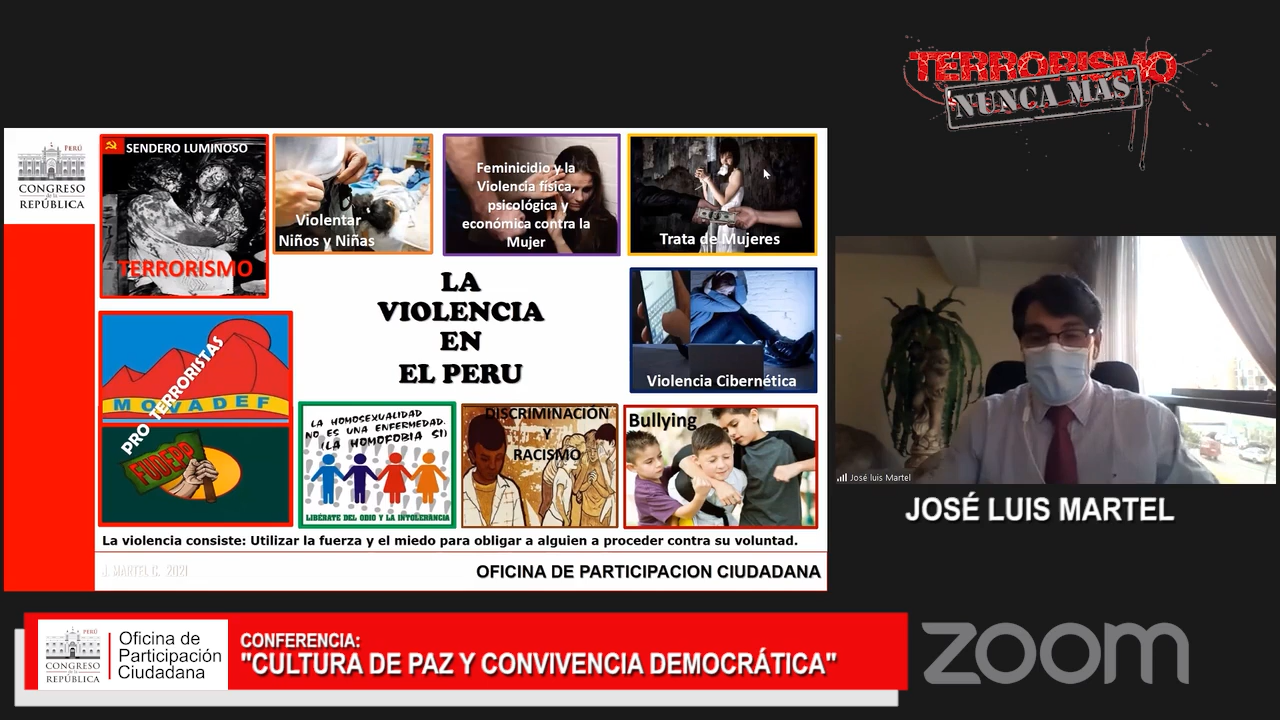 TERRORISMO
NUNCA MÁS
PERÚ
CONGRESO
de la
REPÚBLICA
SENDERO LUMINOSO
TERRORISMO
Violentar
Niños y Niñas
Feminicidio y la
Violencia física,
psicológica y
económica contra la
Mujer
Trata de Mujeres
LA
VIOLENCIA
EN
EL PERU
Violencia Cibernética
MOVADEF
PRO TERRORISTAS
FUDEPP
LA HOMOSEXUALIDAD
NO ES UNA ENFERMEDAD.
(LA HOMOFOBIA SI)
LIBÉRATE DEL ODIO Y LA INTOLERANCIA
DISCRIMINACIÓN
Y
RACISMO
Bullying
La violencia consiste: Utilizar la fuerza y el miedo para obligar a alguien a proceder contra su voluntad.
J. MARTEL C. 2021
OFICINA DE PARTICIPACION CIUDADANA
José luis Martel
JOSÉ LUIS MARTEL
PERÚ
CONGRESO
de la
REPÚBLICA
Oficina de
Participación
Ciudadana
CONFERENCIA:
"CULTURA DE PAZ Y CONVIVENCIA DEMOCRÁTICA"
zoom